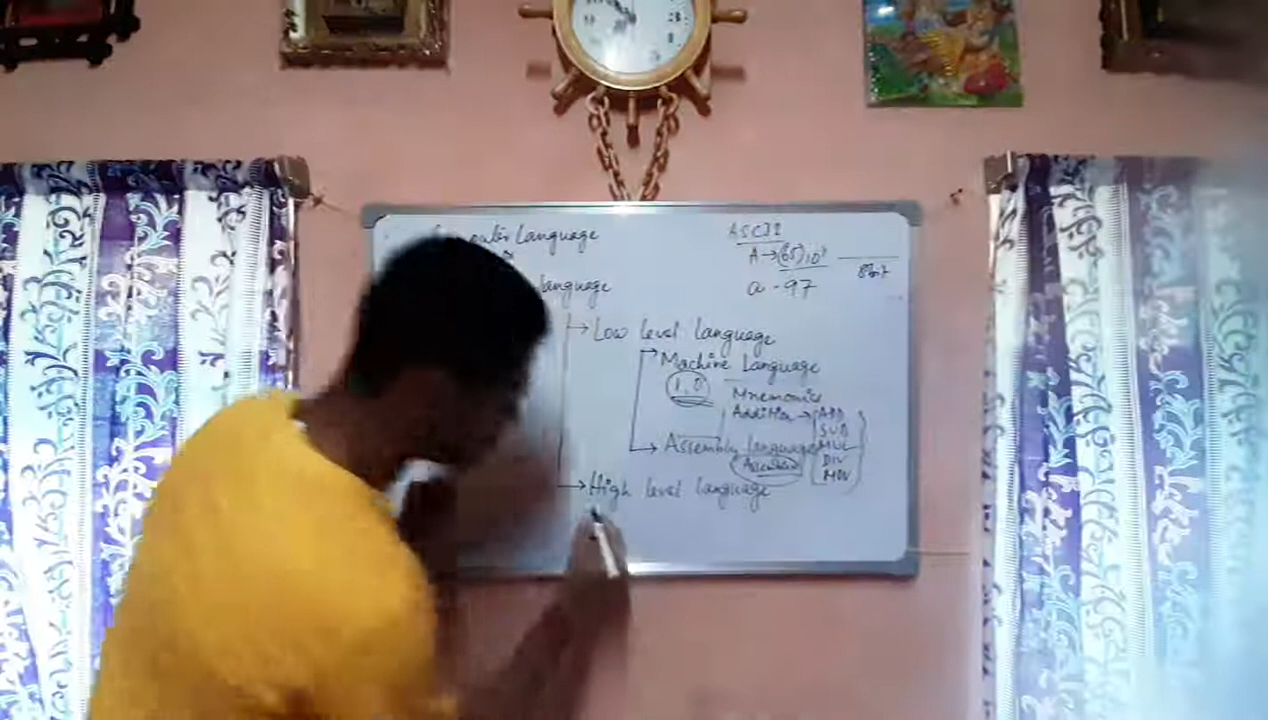 Language
language
→ Low level language
→ Machine Language
1, 0
Mnemonics
Addition → ADD
SUB
MUL
DIV
MOV
→ Assembly language
Assembler
→ High level language
ASCII
A → (65)10
8bit
a - 97